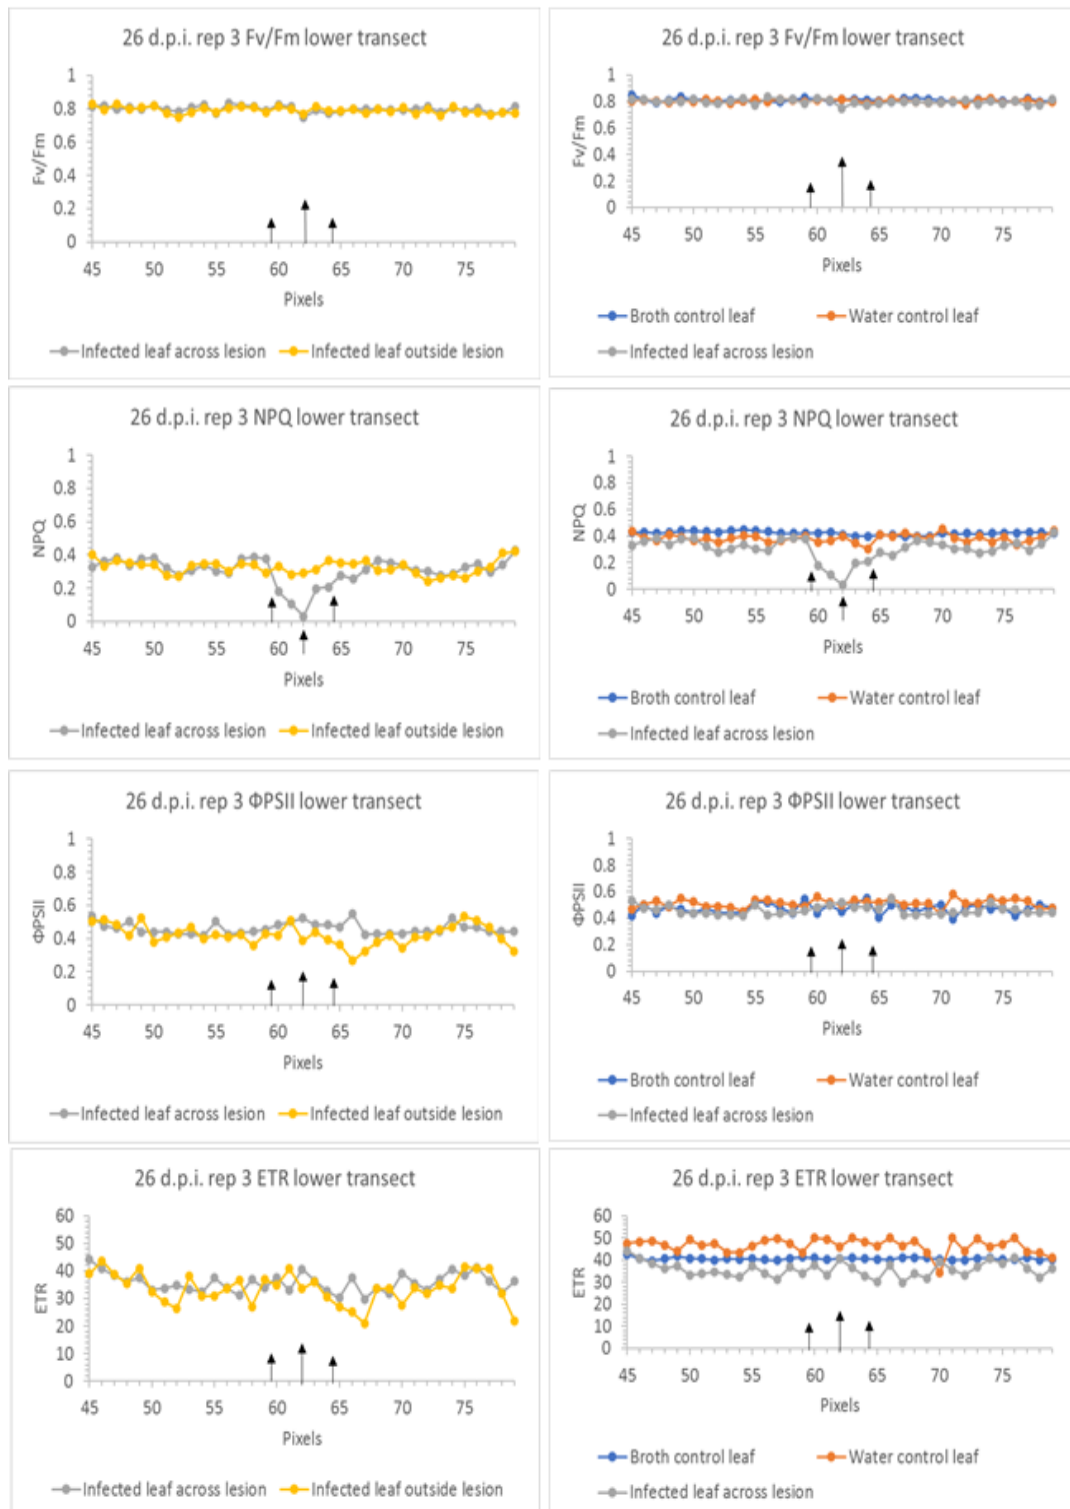 26 d.p.i. rep 3 Fv/Fm lower transect
1
0.8
0.6
0.4
0.2
0
Fv/Fm
45 50 55 60 65 70 75
Pixels
Infected leaf across lesion Infected leaf outside lesion
26 d.p.i. rep 3 Fv/Fm lower transect
1
0.8
0.6
0.4
0.2
0
Fv/Fm
45 50 55 60 65 70 75
Pixels
Broth control leaf Water control leaf
Infected leaf across lesion
26 d.p.i. rep 3 NPQ lower transect
1
0.8
0.6
0.4
0.2
0
NPQ
45 50 55 60 65 70 75
Pixels
Infected leaf across lesion Infected leaf outside lesion
26 d.p.i. rep 3 NPQ lower transect
1
0.8
0.6
0.4
0.2
0
NPQ
45 50 55 60 65 70 75
Pixels
Broth control leaf Water control leaf
Infected leaf across lesion
26 d.p.i. rep 3 ΦPSII lower transect
1
0.8
0.6
0.4
0.2
0
ΦPSII
45 50 55 60 65 70 75
Pixels
Infected leaf across lesion Infected leaf outside lesion
26 d.p.i. rep 3 ΦPSII lower transect
1
0.8
0.6
0.4
0.2
0
ΦPSII
45 50 55 60 65 70 75
Pixels
Broth control leaf Water control leaf
Infected leaf across lesion
26 d.p.i. rep 3 ETR lower transect
60
50
40
30
20
10
0
ETR
45 50 55 60 65 70 75
Pixels
Infected leaf across lesion Infected leaf outside lesion
26 d.p.i. rep 3 ETR lower transect
60
50
40
30
20
10
0
ETR
45 50 55 60 65 70 75
Pixels
Broth control leaf Water control leaf
Infected leaf across lesion